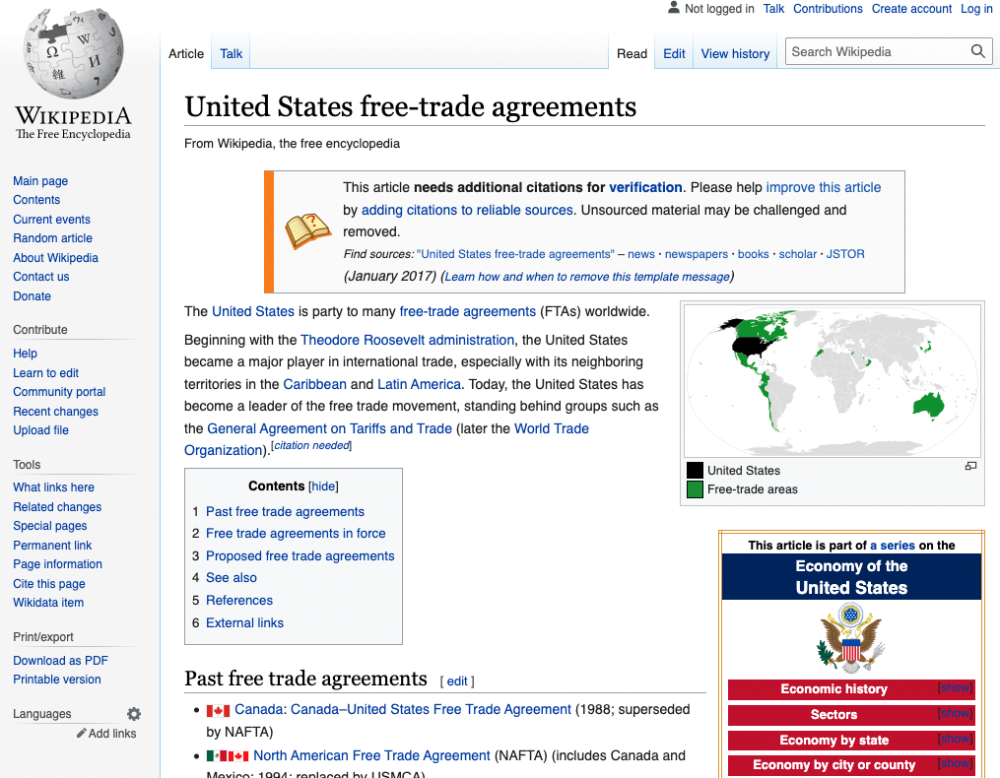 Not logged in Talk Contributions Create account Log in
Article Talk Read Edit View history Search Wikipedia
WIKIPEDIA
The Free Encyclopedia
Main page
Contents
Current events
Random article
About Wikipedia
Contact us
Donate
Contribute
Help
Learn to edit
Community portal
Recent changes
Upload file
Tools
What links here
Related changes
Special pages
Permanent link
Page information
Cite this page
Wikidata item
Print/export
Download as PDF
Printable version
Languages
Add links
United States free-trade agreements
From Wikipedia, the free encyclopedia
This article needs additional citations for verification. Please help improve this article
by adding citations to reliable sources. Unsourced material may be challenged and
removed.
Find sources: "United States free-trade agreements" – news · newspapers · books · scholar · JSTOR
(January 2017) (Learn how and when to remove this template message)
The United States is party to many free-trade agreements (FTAs) worldwide.
Beginning with the Theodore Roosevelt administration, the United States
became a major player in international trade, especially with its neighboring
territories in the Caribbean and Latin America. Today, the United States has
become a leader of the free trade movement, standing behind groups such as
the General Agreement on Tariffs and Trade (later the World Trade
Organization).[citation needed]
United States
Free-trade areas
Contents [hide]
1 Past free trade agreements
2 Free trade agreements in force
3 Proposed free trade agreements
4 See also
5 References
6 External links
This article is part of a series on the
Economy of the
United States
Economic history [show]
Sectors [show]
Economy by state [show]
Economy by city or county [show]
Past free trade agreements [ edit ]
• Canada: Canada–United States Free Trade Agreement (1988; superseded
by NAFTA)
• North American Free Trade Agreement (NAFTA) (includes Canada and
Mexico; 1994; replaced by USMCA)